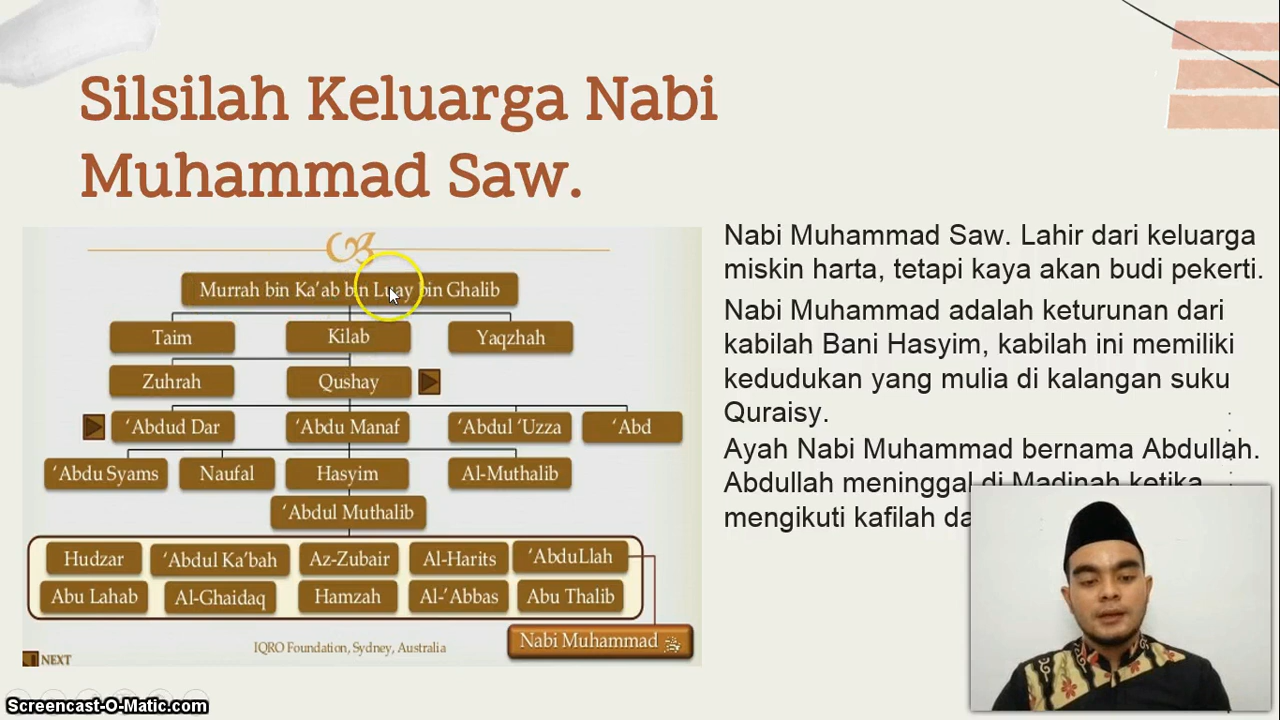 Silsilah Keluarga Nabi
Muhammad Saw.
Murrah bin Ka'ab bin Luay bin Ghalib
Taim
Kilab
Yaqzhah
Zuhrah
Qushay
'Abdud Dar
'Abdu Manaf
'Abdul 'Uzza
'Abd
'Abdu Syams
Naufal
Hasyim
Al-Muthalib
'Abdul Muthalib
Hudzar
'Abdul Ka'bah
Az-Zubair
Al-Harits
'AbduLlah
Abu Lahab
Al-Ghaidaq
Hamzah
Al-'Abbas
Abu Thalib
Nabi Muhammad
IQRO Foundation, Sydney, Australia
NEXT
Nabi Muhammad Saw. Lahir dari keluarga
miskin harta, tetapi kaya akan budi pekerti.
Nabi Muhammad adalah keturunan dari
kabilah Bani Hasyim, kabilah ini memiliki
kedudukan yang mulia di kalangan suku
Quraisy.
Ayah Nabi Muhammad bernama Abdullah.
Abdullah meninggal di Madinah ketika
mengikuti kafilah
Screencast-O-Matic.com